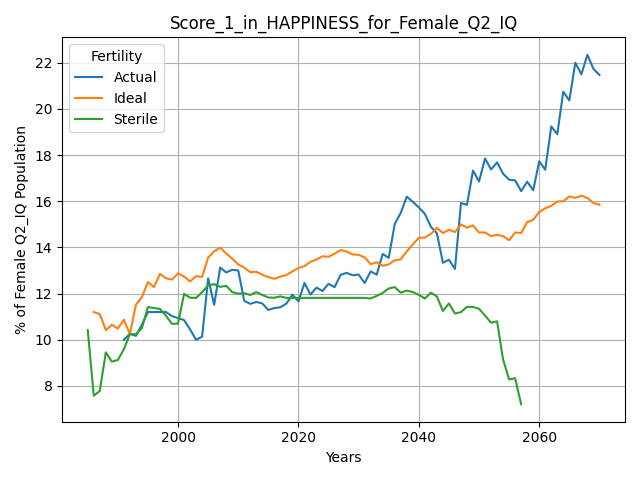 Score_1_in_HAPPINESS_for_Female_Q2_IQ
Fertility
Actual
Ideal
Sterile
% of Female Q2_IQ Population
22
20
18
16
14
12
10
8
2000
2020
2040
2060
Years